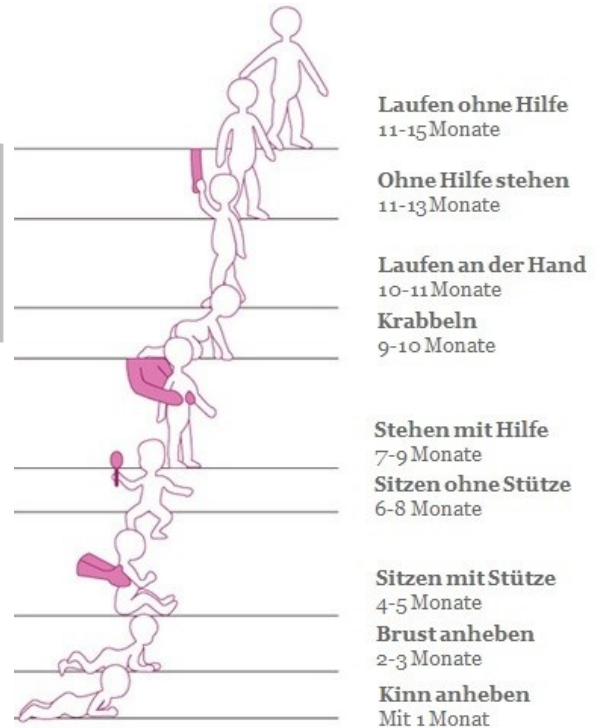 Laufen ohne Hilfe
11-15 Monate
Ohne Hilfe stehen
11-13 Monate
Laufen an der Hand
10-11 Monate
Krabbeln
9-10 Monate
Stehen mit Hilfe
7-9 Monate
Sitzen ohne Stütze
6-8 Monate
Sitzen mit Stütze
4-5 Monate
Brust anheben
2-3 Monate
Kinn anheben
Mit 1 Monat